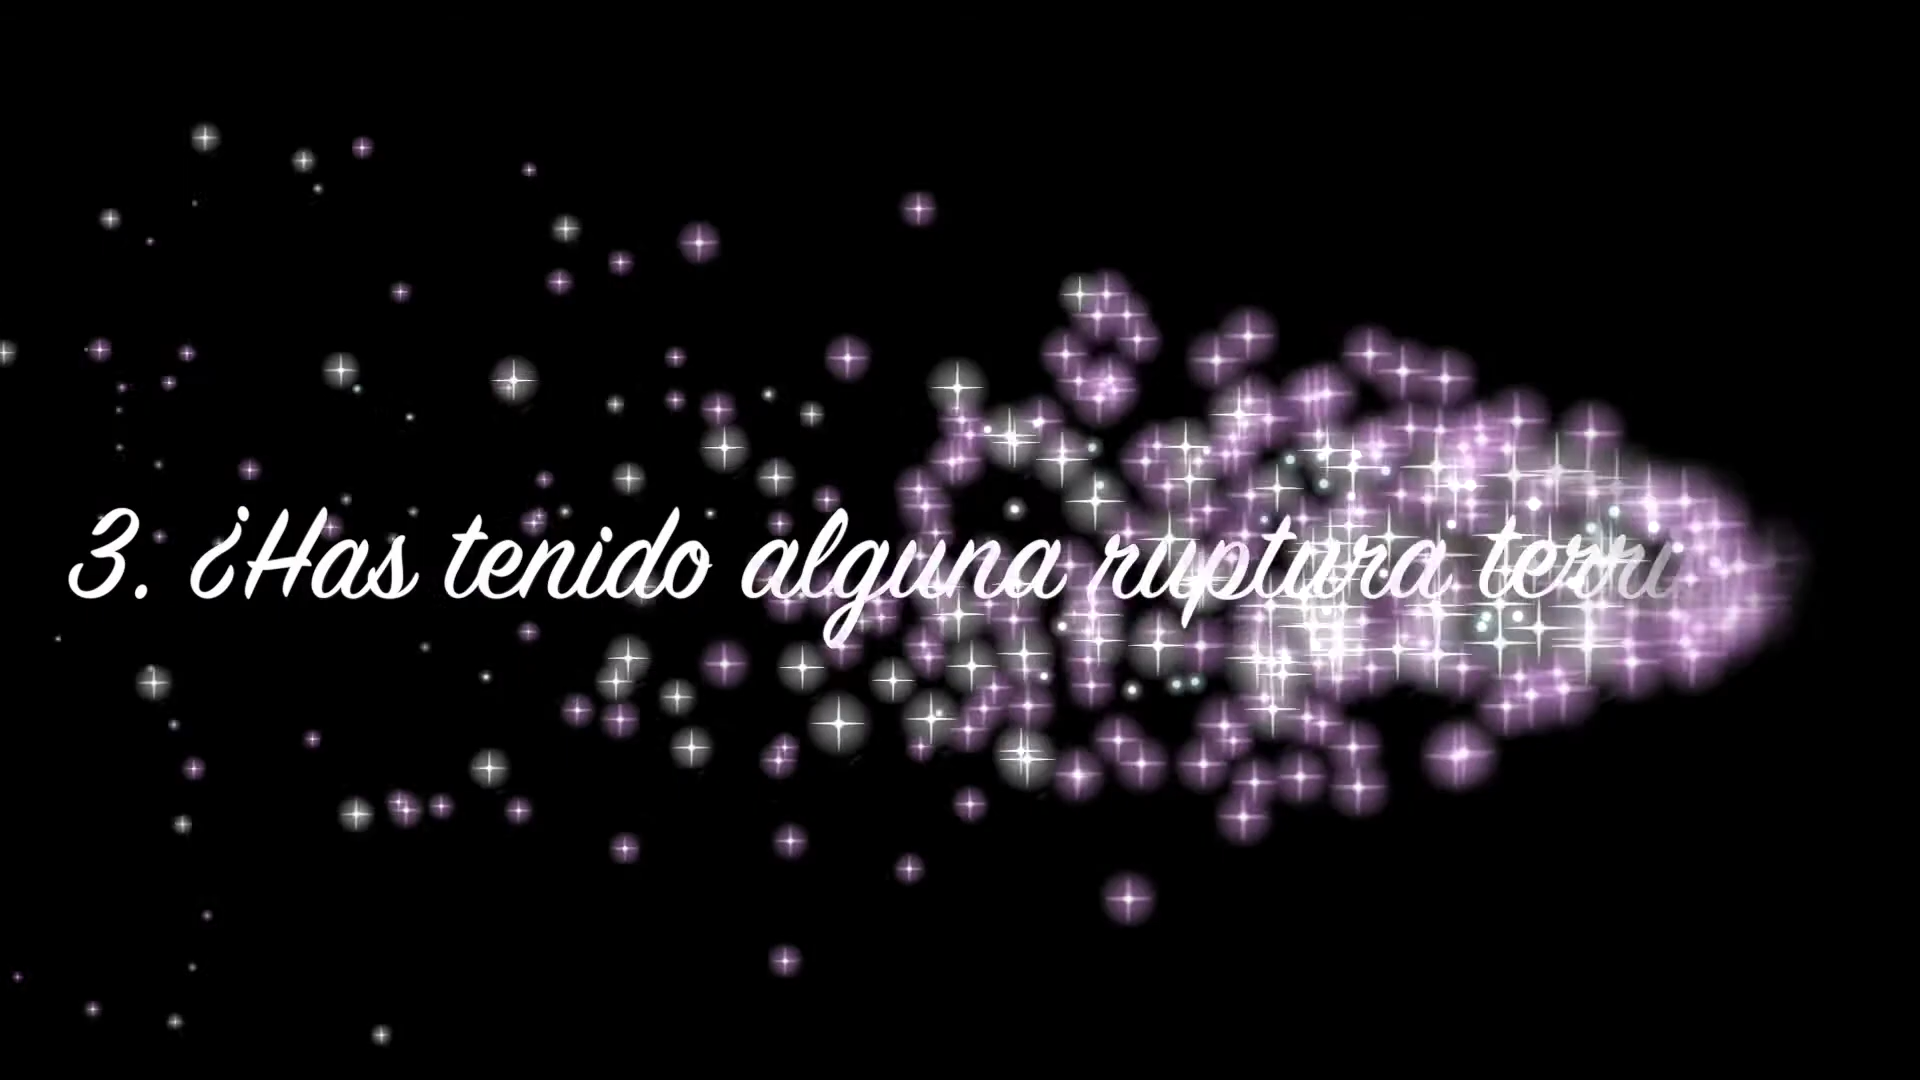 3. ¿Has tenido alguna ruptura